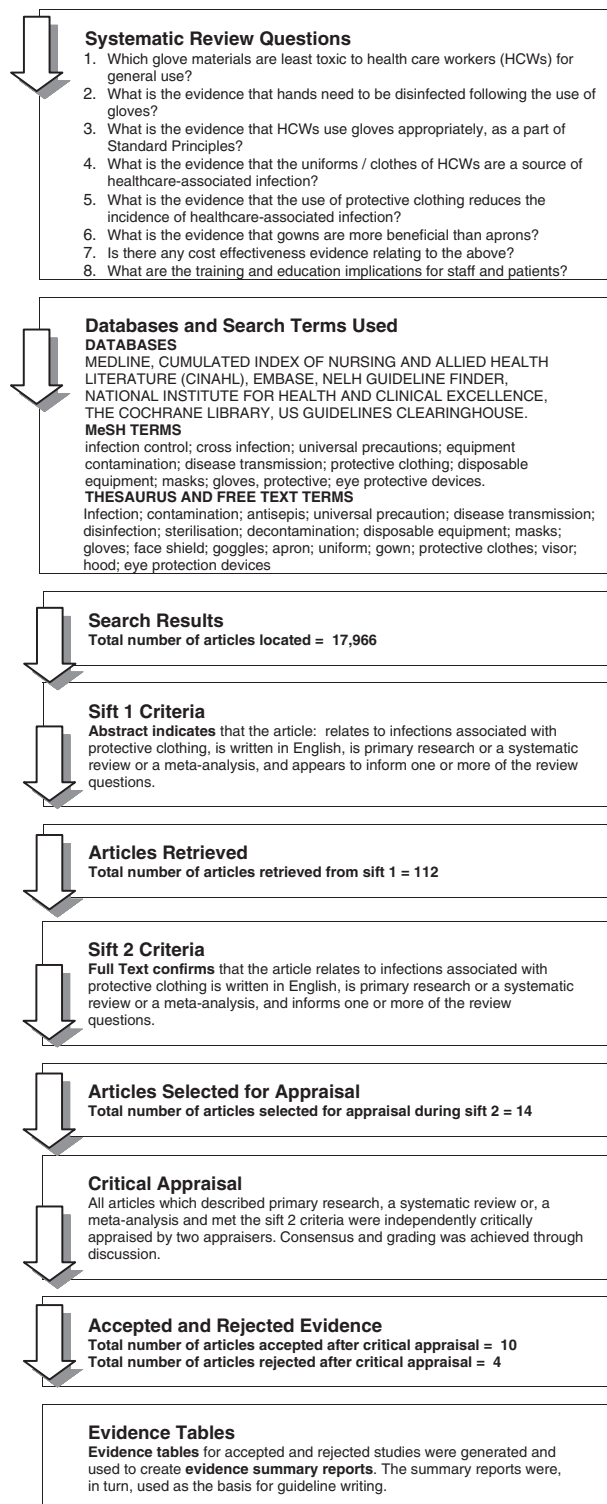 Systematic Review Questions
1. Which glove materials are least toxic to health care workers (HCWs) for
general use?
2. What is the evidence that hands need to be disinfected following the use of
gloves?
3. What is the evidence that HCWs use gloves appropriately, as a part of
Standard Principles?
4. What is the evidence that the uniforms / clothes of HCWs are a source of
healthcare-associated infection?
5. What is the evidence that the use of protective clothing reduces the
incidence of healthcare-associated infection?
6. What is the evidence that gowns are more beneficial than aprons?
7. Is there any cost effectiveness evidence relating to the above?
8. What are the training and education implications for staff and patients?
Databases and Search Terms Used
DATABASES
MEDLINE, CUMULATED INDEX OF NURSING AND ALLIED HEALTH
LITERATURE (CINAHL), EMBASE, NELH GUIDELINE FINDER,
NATIONAL INSTITUTE FOR HEALTH AND CLINICAL EXCELLENCE,
THE COCHRANE LIBRARY, US GUIDELINES CLEARINGHOUSE.
MeSH TERMS
infection control; cross infection; universal precautions; equipment
contamination; disease transmission; protective clothing; disposable
equipment; masks; gloves, protective; eye protective devices.
THESAURUS AND FREE TEXT TERMS
Infection; contamination; antisepis; universal precaution; disease transmission;
disinfection; sterilisation; decontamination; disposable equipment; masks;
gloves; face shield; goggles; apron; uniform; gown; protective clothes; visor;
hood; eye protection devices
Search Results
Total number of articles located = 17,966
Sift 1 Criteria
Abstract indicates that the article: relates to infections associated with
protective clothing, is written in English, is primary research or a systematic
review or a meta-analysis, and appears to inform one or more of the review
questions.
Articles Retrieved
Total number of articles retrieved from sift 1 = 112
Sift 2 Criteria
Full Text confirms that the article relates to infections associated with
protective clothing is written in English, is primary research or a systematic
review or a meta-analysis, and informs one or more of the review
questions.
Articles Selected for Appraisal
Total number of articles selected for appraisal during sift 2 = 14
Critical Appraisal
All articles which described primary research, a systematic review or, a
meta-analysis and met the sift 2 criteria were independently critically
appraised by two appraisers. Consensus and grading was achieved through
discussion.
Accepted and Rejected Evidence
Total number of articles accepted after critical appraisal = 10
Total number of articles rejected after critical appraisal = 4
Evidence Tables
Evidence tables for accepted and rejected studies were generated and
used to create evidence summary reports. The summary reports were,
in turn, used as the basis for guideline writing.